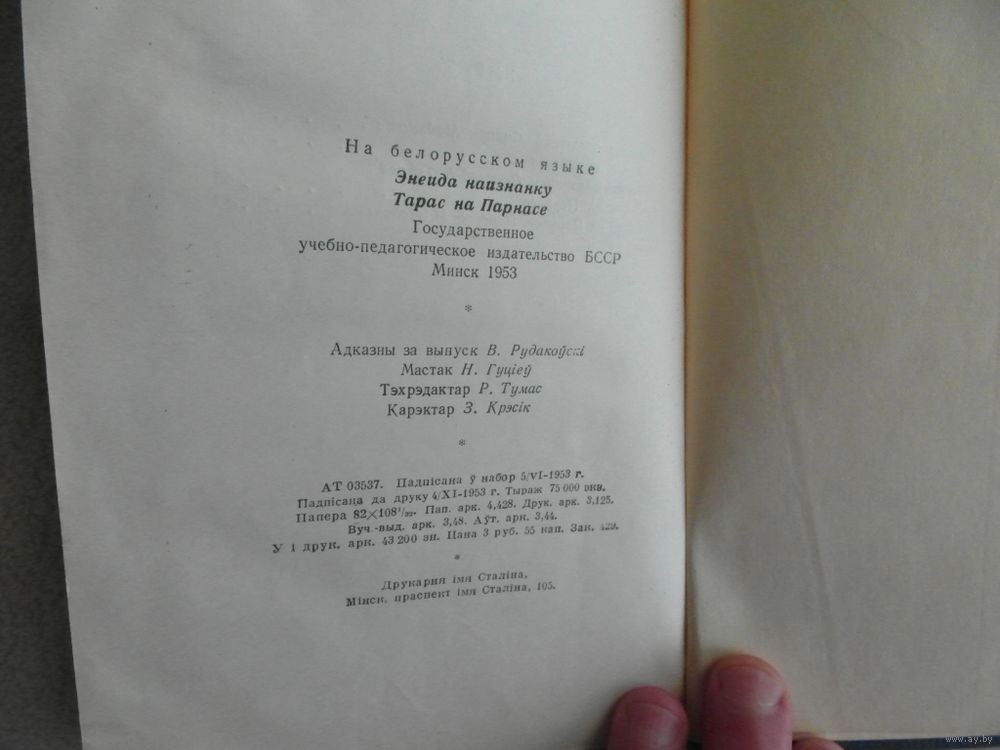 На белорусском языке
Энеида наизнанку
Тарас на Парнасе
Государственное
учебно-педагогическое издательство БССР
Минск 1953
*
Адказны за выпуск В. Рудакоўскі
Мастак Н. Гуціеў
Тэхрэдактар Р. Тумас
Карэктар З. Крэсік
*
АТ 03537. Падпісана ў набор 5/VI-1953 г.
Падпісана да друку 4/XI-1953 г. Тыраж 75 000 экз.
Папера 82×108¹/₃₂. Пап. арк. 4,428. Друк. арк. 3,125.
Вуч.-выд. арк. 3,48. Аўт. арк. 3,44.
У 1 друк. арк. 43 200 зн. Цана 3 руб. 55 кап. Зак. 429.
*
Друкарня імя Сталіна,
Мінск, праспект імя Сталіна, 105.
www.ay.by